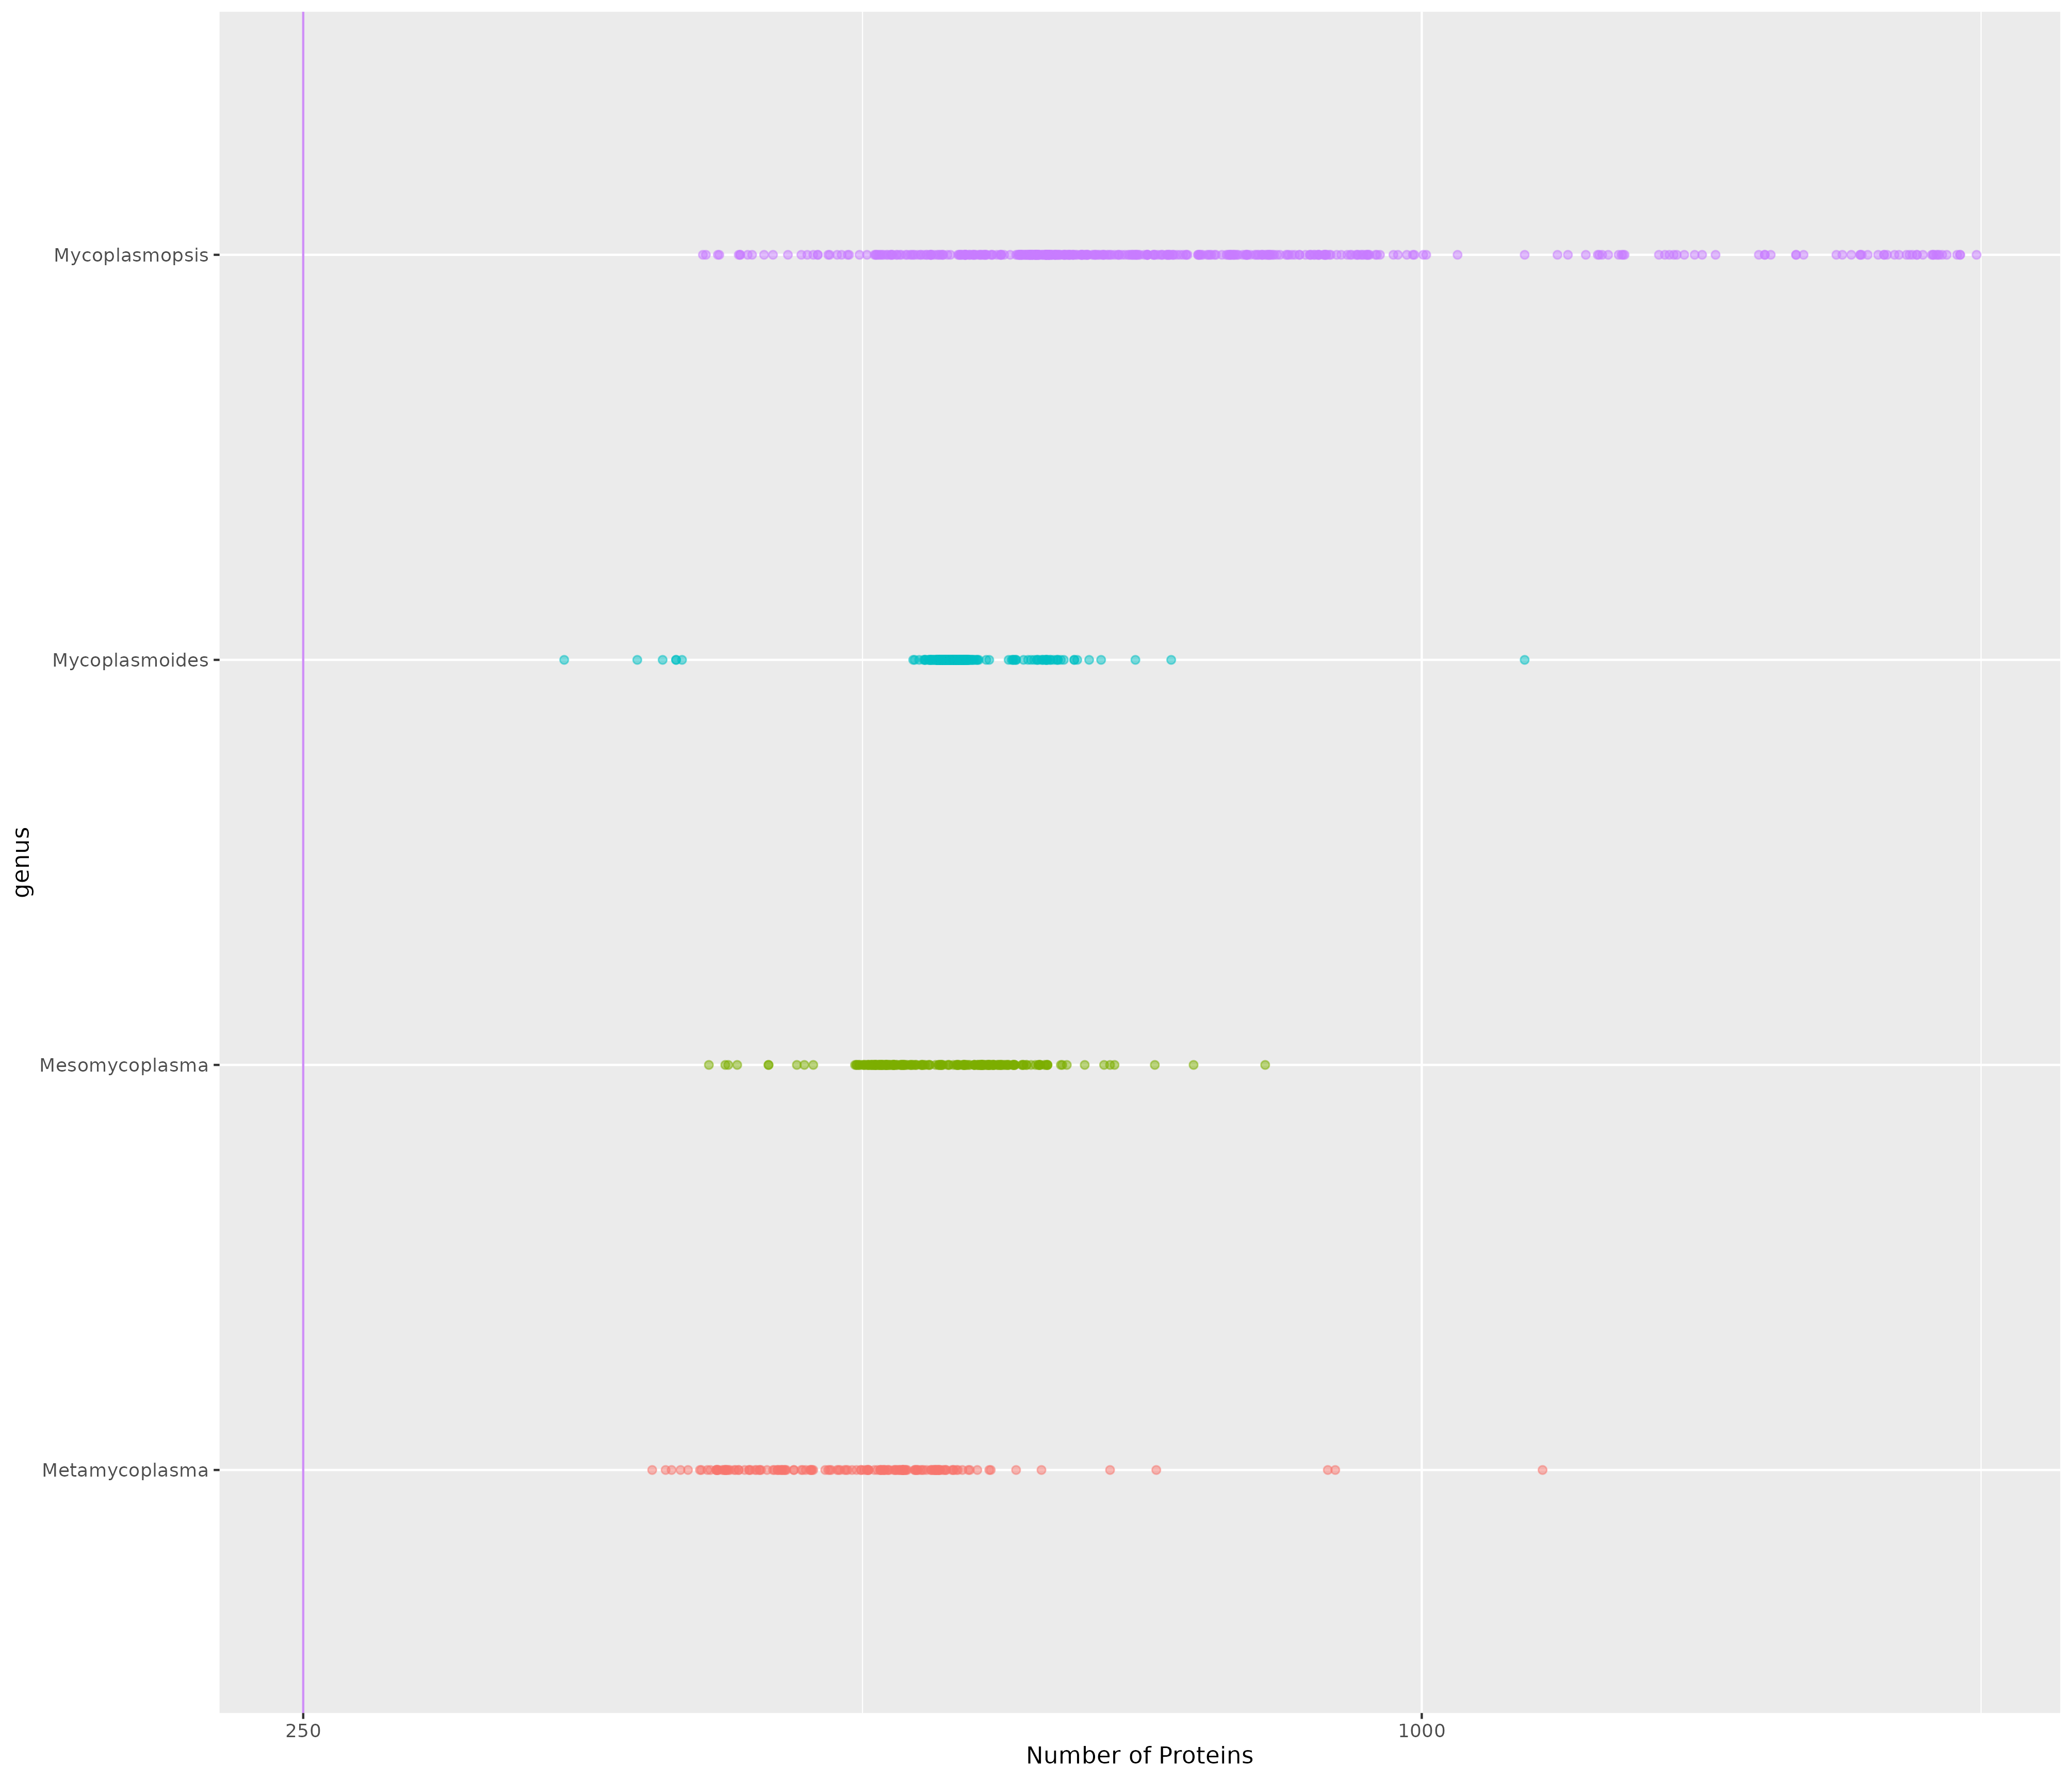 Mycoplasmopsis
Mycoplasmoides
Mesomycoplasma
Metamycoplasma
genus
250
1000
Number of Proteins